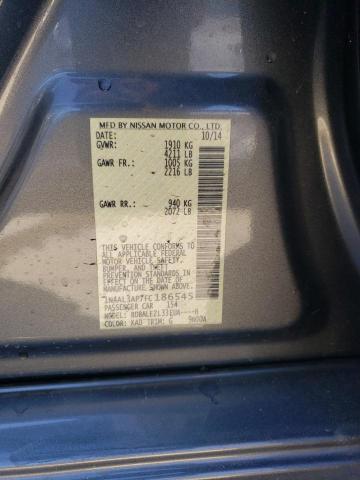 MFD BY NISSAN MOTOR CO., LTD.
DATE: 10/14
GVWR: 1910 KG
4211 LB
GAWR FR: 1005 KG
2216 LB
GAWR RR: 940 KG
2072 LB
THIS VEHICLE CONFORMS TO
ALL APPLICABLE FEDERAL
MOTOR VEHICLE SAFETY,
BUMPER, AND THEFT
PREVENTION STANDARDS IN
EFFECT ON THE DATE OF
MANUFACTURE SHOWN ABOVE.
1N4AL3AP7FC186545
PASSENGER CAR 154
MODEL:
COLOR: KAD TRIM: G